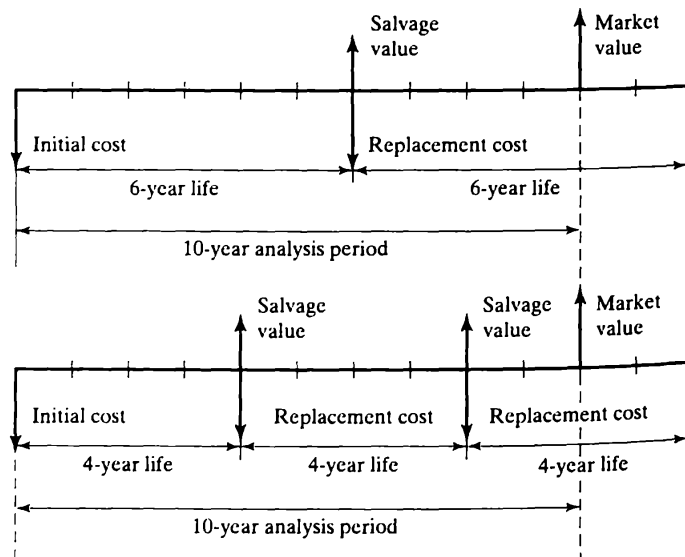 Salvage
value
Market
value
Initial cost
Replacement cost
6-year life
6-year life
10-year analysis period
Salvage
value
Salvage
value
Market
value
Initial cost
Replacement cost
Replacement cost
4-year life
4-year life
4-year life
10-year analysis period